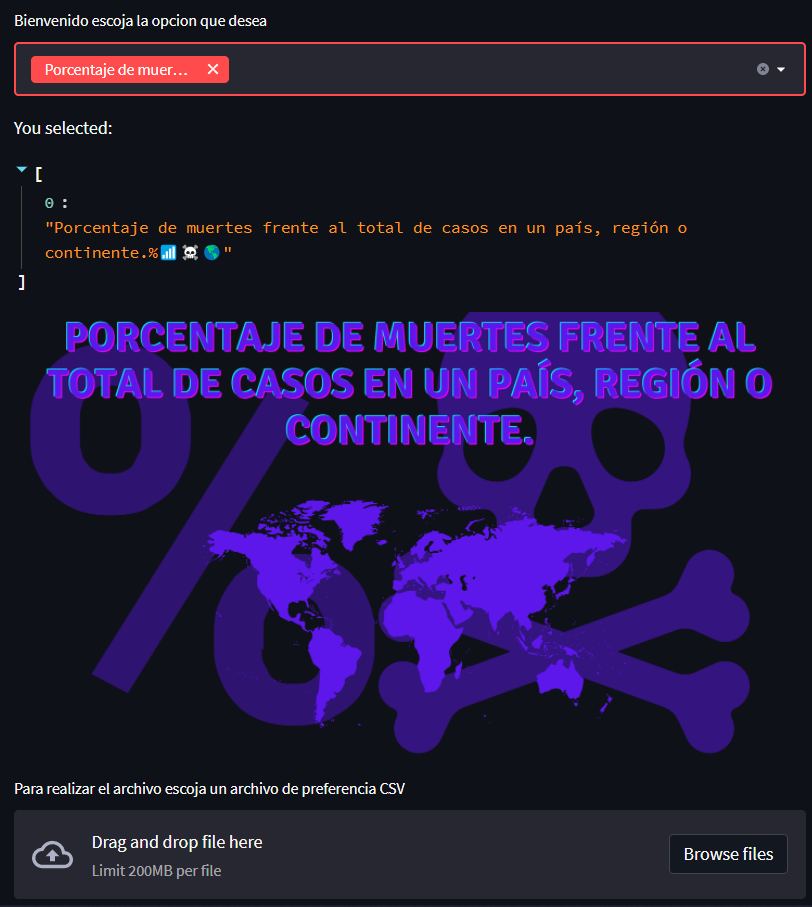 Bienvenido escoja la opcion que desea
Porcentaje de muer...
You selected:
[
0 :
"Porcentaje de muertes frente al total de casos en un país, región o
continente.%📊☠️🌎"
]
PORCENTAJE DE MUERTES FRENTE AL
TOTAL DE CASOS EN UN PAÍS, REGIÓN O
CONTINENTE.
%
Para realizar el archivo escoja un archivo de preferencia CSV
Drag and drop file here
Limit 200MB per file
Browse files